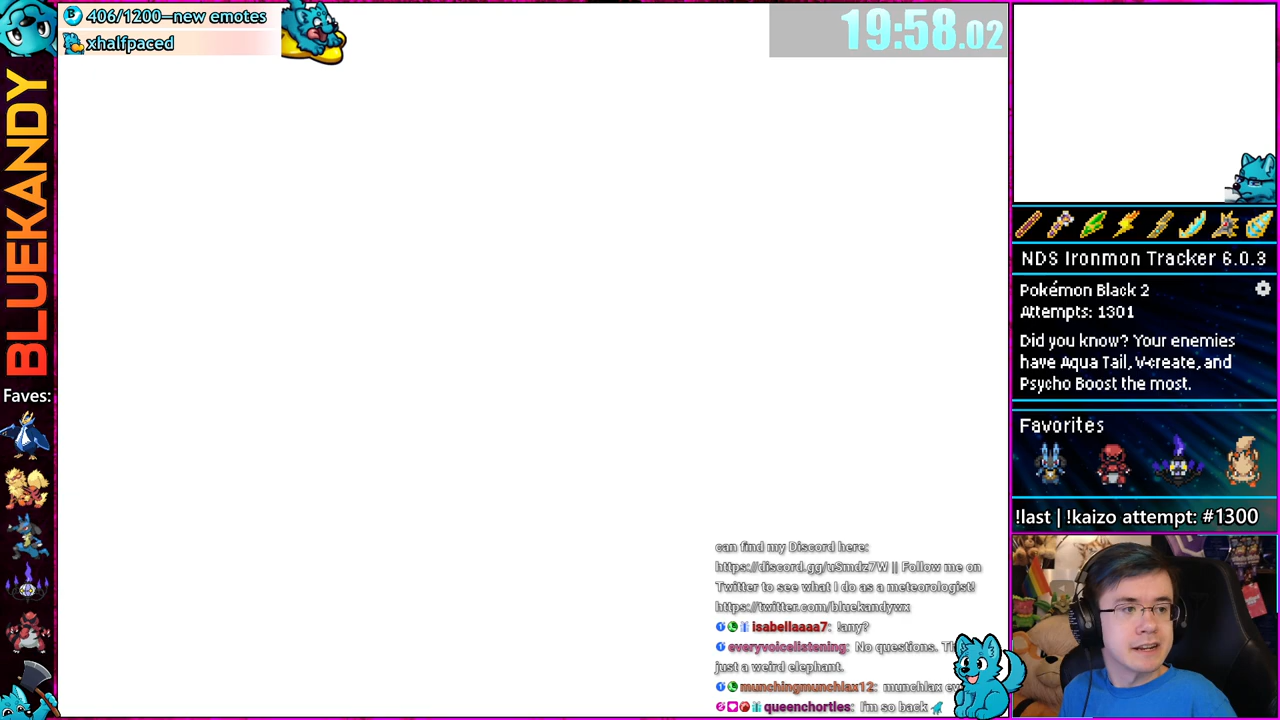 406/1200-new emotes
xhalfpaced
19:58.02
BLUEKANDY
Faves:
NDS Ironmon Tracker 6.0.3
Pokémon Black 2
Attempts: 1301
Did you know? Your enemies
have Aqua Tail, V-create, and
Psycho Boost the most.
Favorites
!last | !kaizo attempt: #1300
can find my Discord here:
https://discord.gg/uSmdz7W || Follow me on
Twitter to see what I do as a meteorologist!
https://twitter.com/bluekandywx
isabellaaaa7: !any?
everyvoicelistening: No questions.
just a weird elephant.
munchingmunchlax12: munchlax
queenchortles: I'm so back